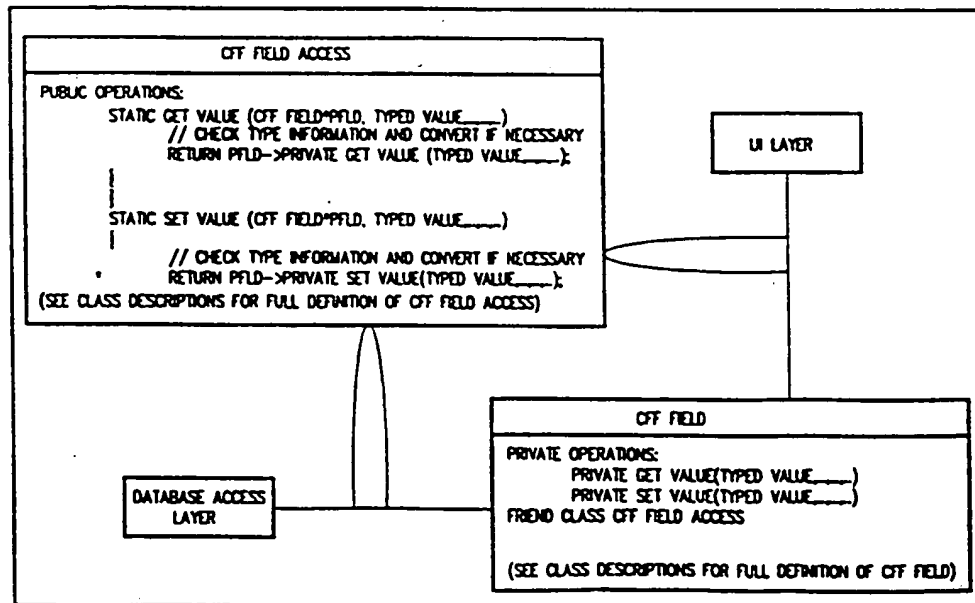 CFF FIELD ACCESS
PUBLIC OPERATIONS:
STATIC GET VALUE (CFF FIELD*PFLD, TYPED VALUE____)
// CHECK TYPE INFORMATION AND CONVERT IF NECESSARY
RETURN PFLD->PRIVATE GET VALUE (TYPED VALUE____);
STATIC SET VALUE (CFF FIELD*PFLD, TYPED VALUE____)
// CHECK TYPE INFORMATION AND CONVERT IF NECESSARY
RETURN PFLD->PRIVATE SET VALUE(TYPED VALUE____);
(SEE CLASS DESCRIPTIONS FOR FULL DEFINITION OF CFF FIELD ACCESS)
UI LAYER
CFF FIELD
PRIVATE OPERATIONS:
PRIVATE GET VALUE(TYPED VALUE____)
PRIVATE SET VALUE(TYPED VALUE____)
FRIEND CLASS CFF FIELD ACCESS
(SEE CLASS DESCRIPTIONS FOR FULL DEFINITION OF CFF FIELD)
DATABASE ACCESS
LAYER